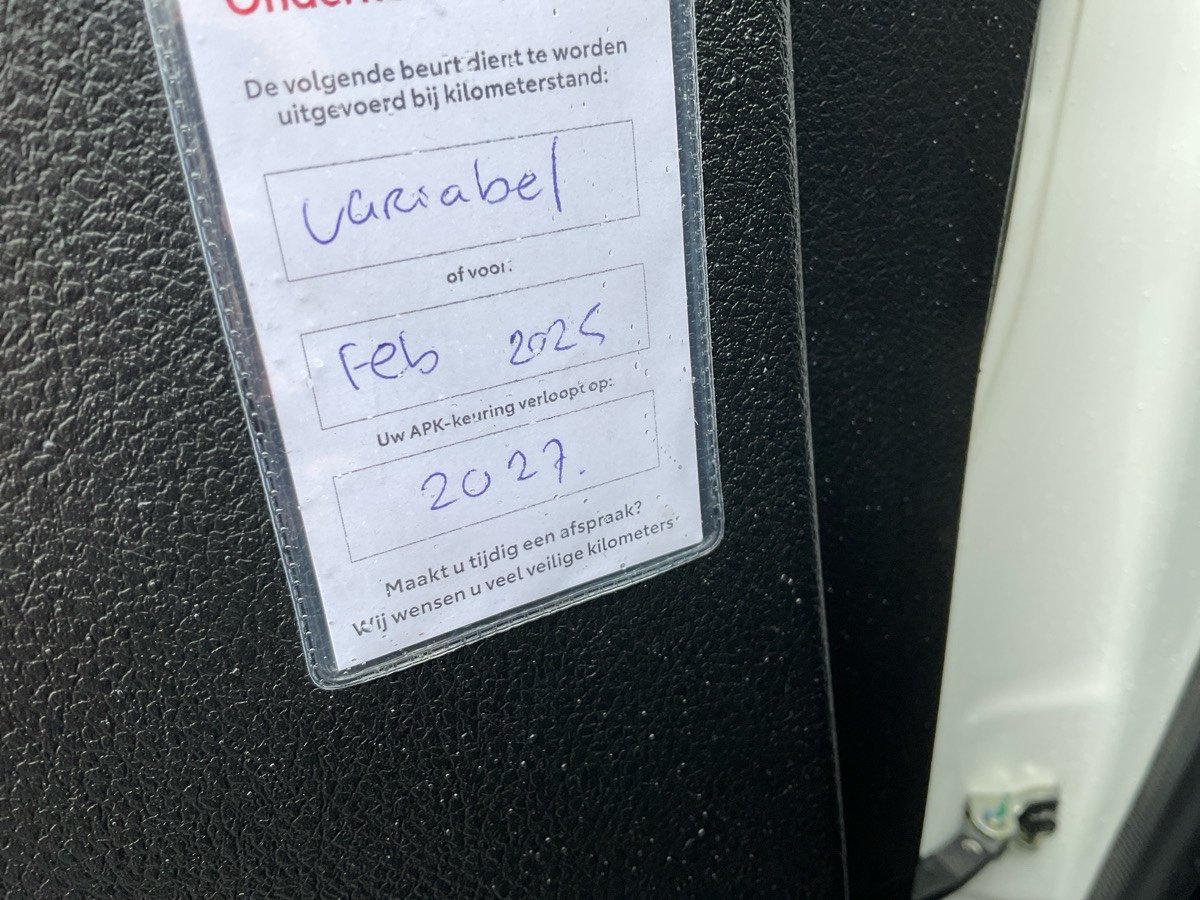 De volgende beurt dient te worden
uitgevoerd bij kilometerstand:
variabel
of voor:
Feb 2025
Uw APK-keuring verloopt op:
2027.
Maakt u tijdig een afspraak?
Wij wensen u veel veilige kilometers